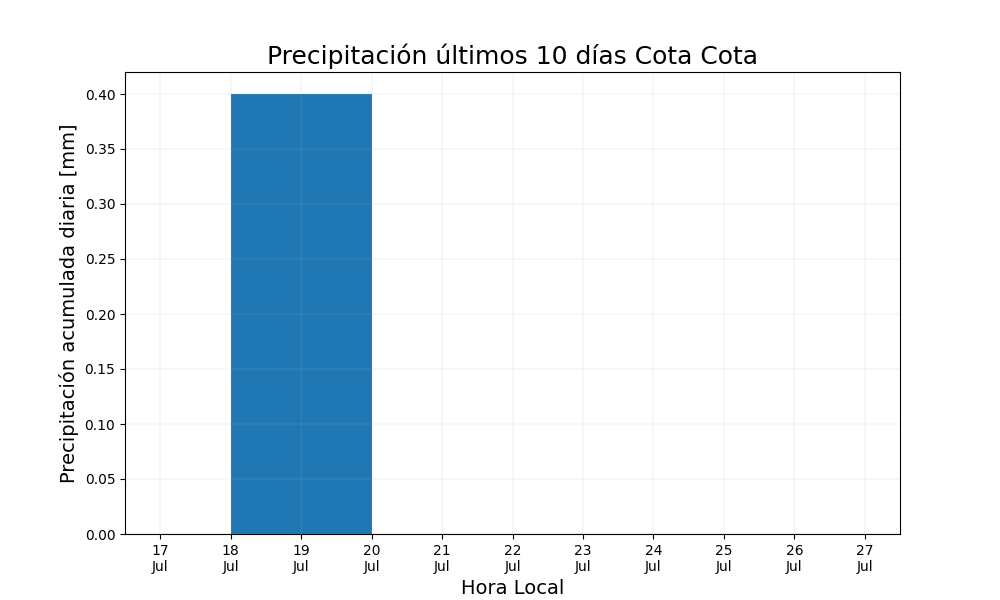 Precipitación últimos 10 días Cota Cota
Precipitación acumulada diaria [mm]
0.40
0.35
0.30
0.25
0.20
0.15
0.10
0.05
0.00
17 18 19 20 21 22 23 24 25 26 27
Jul Jul Jul Jul Jul Jul Jul Jul Jul Jul Jul
Hora Local